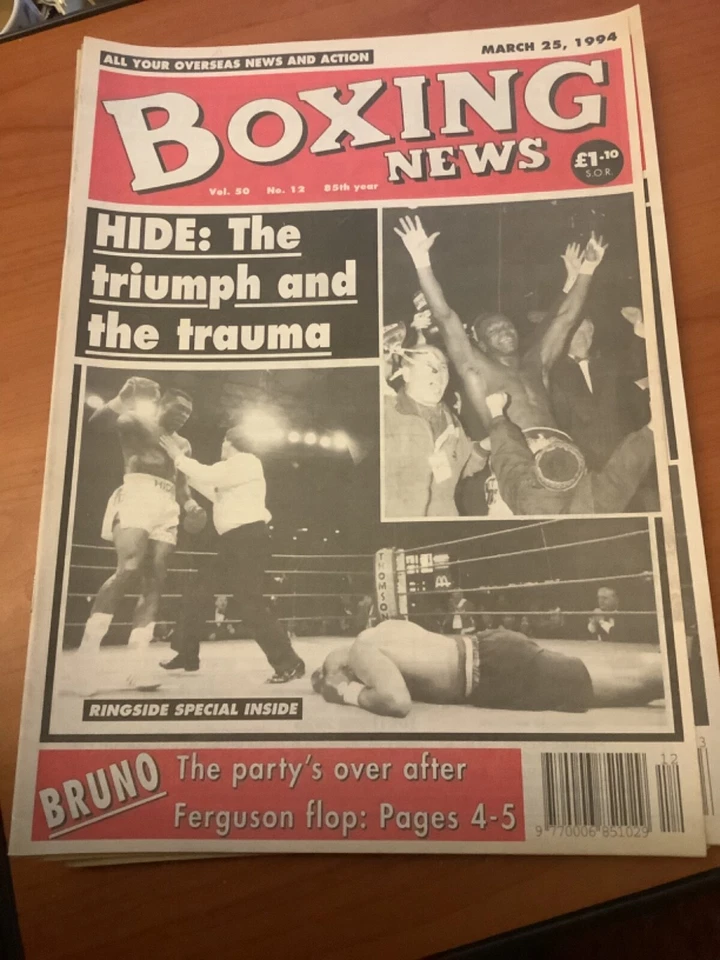 ALL YOUR OVERSEAS NEWS AND ACTION
MARCH 25, 1994
BOXING
NEWS
£1.10
S.O.R.
Vol. 50 No. 12 85th year
HIDE: The
triumph and
the trauma
HIDE
THOMSON
RINGSIDE SPECIAL INSIDE
BRUNO
The party's over after
Ferguson flop: Pages 4-5
12
9 770006 851029
3